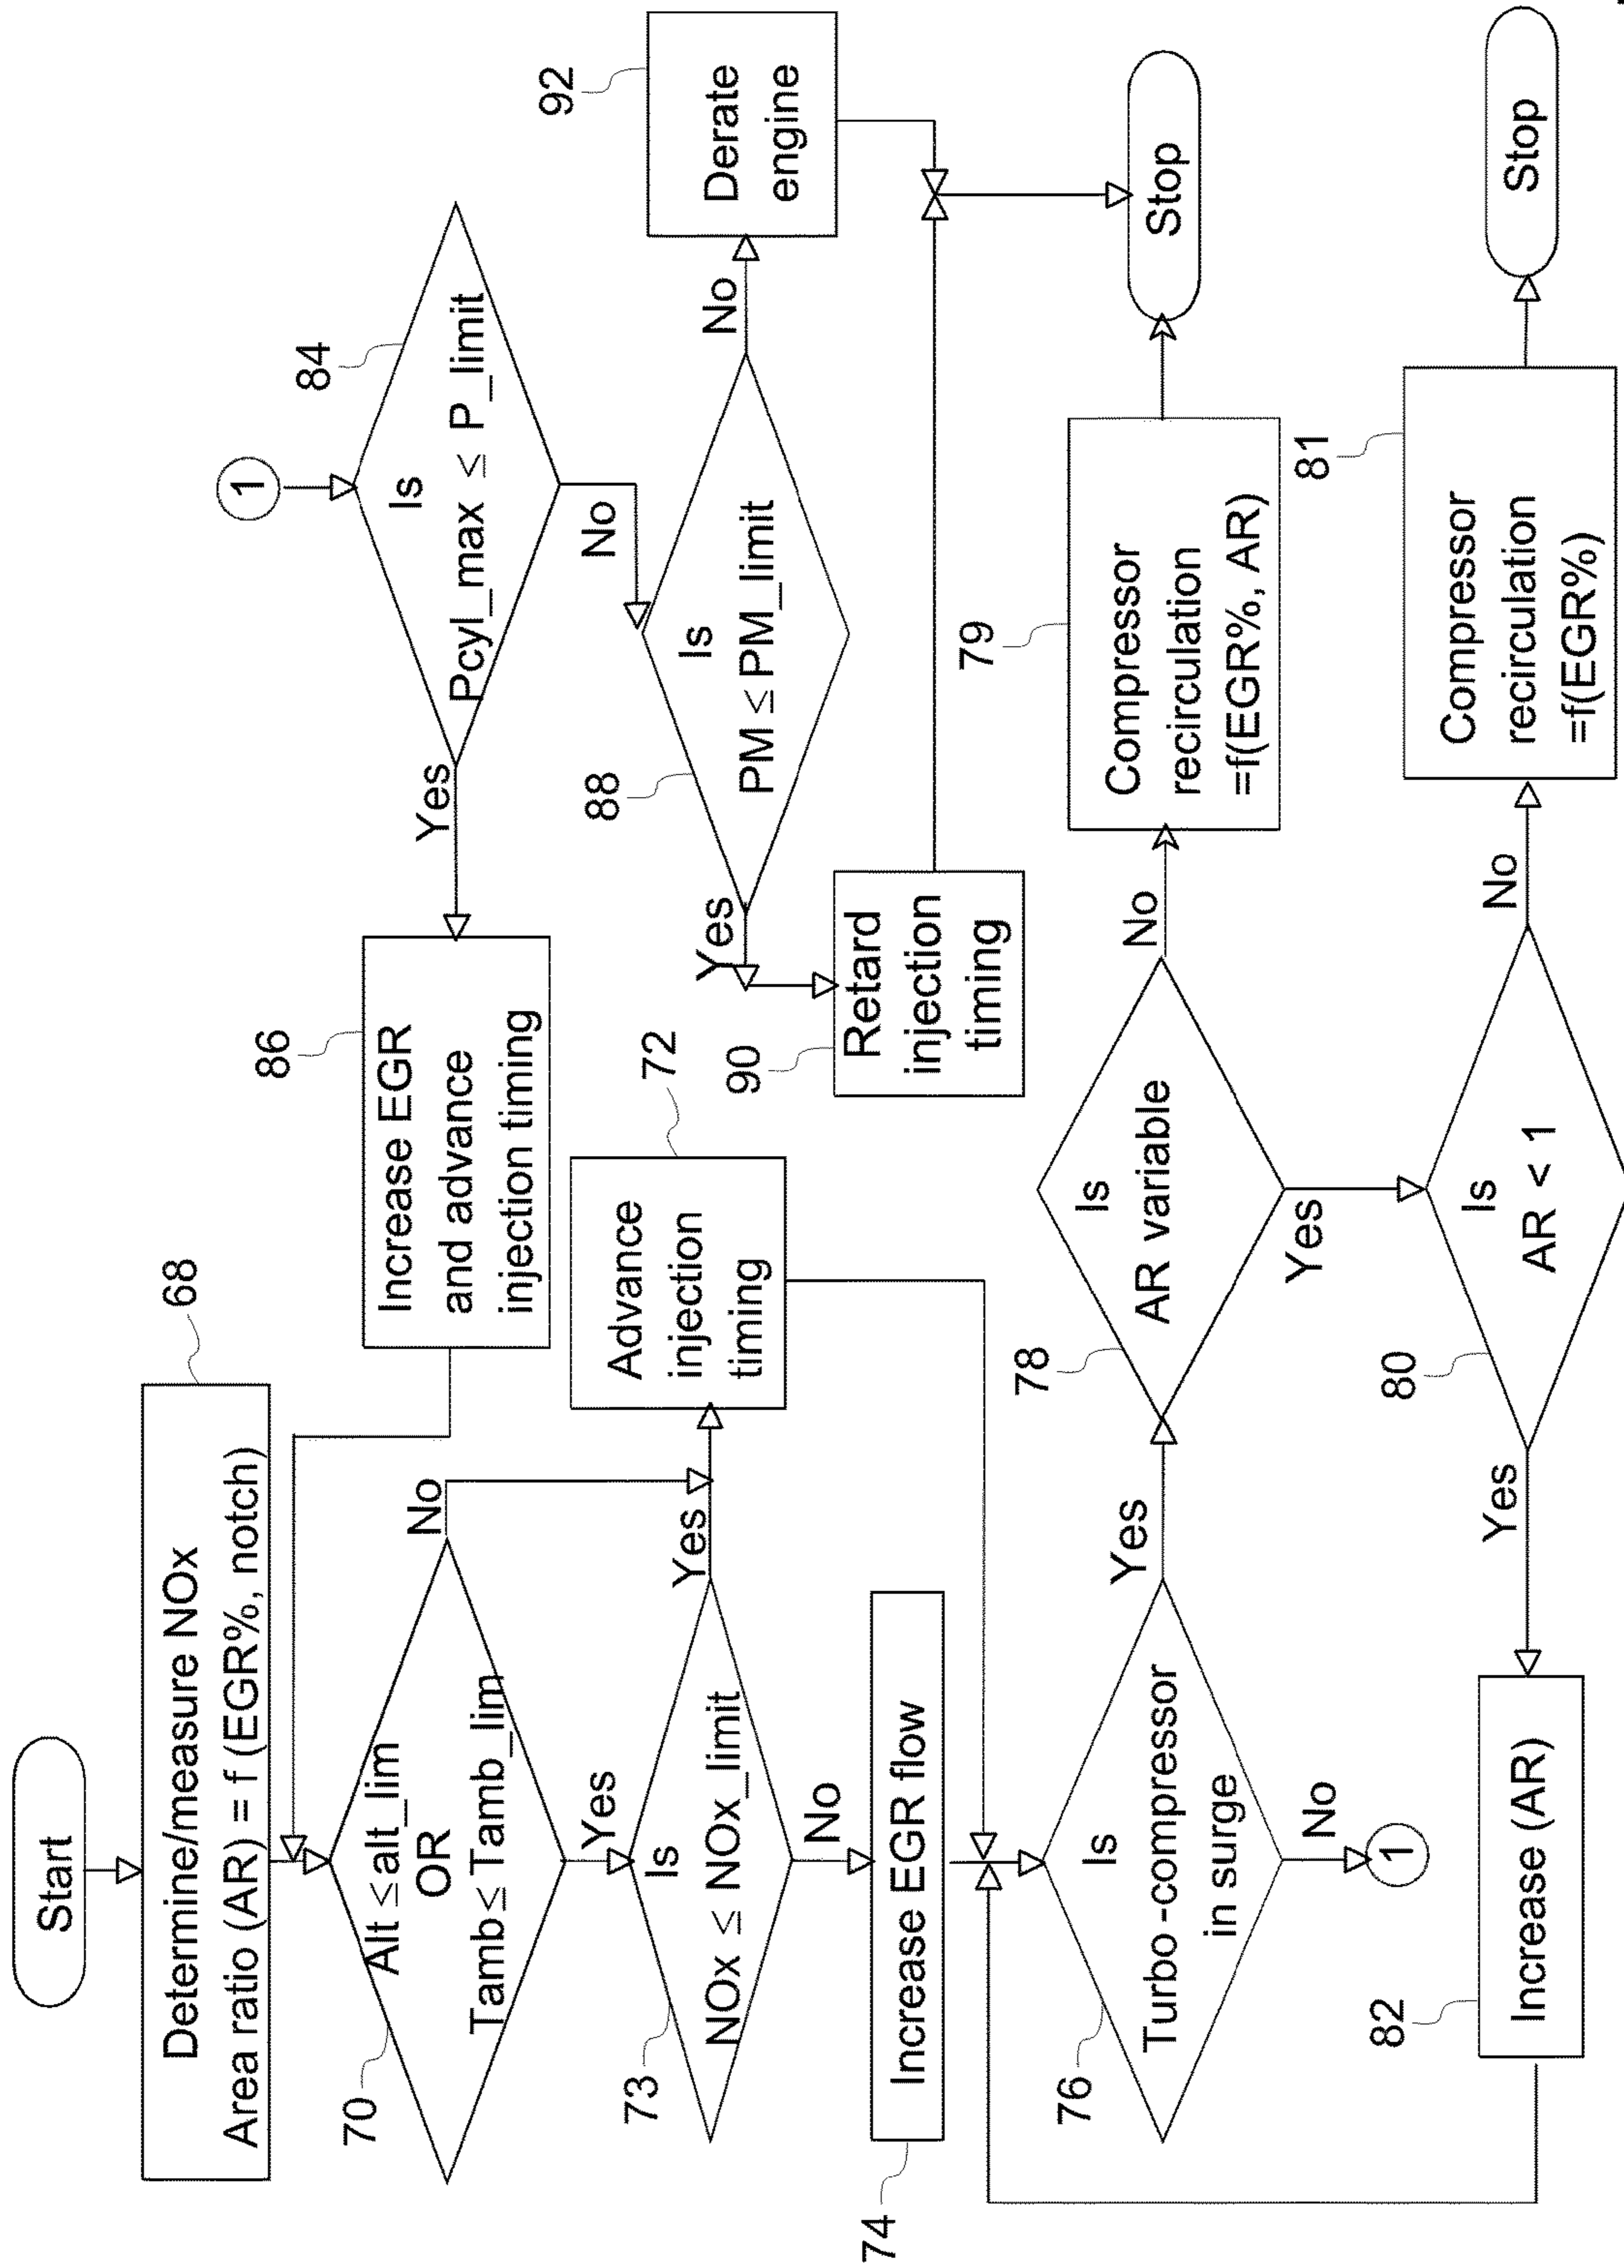 Start
68
Determine/measure NOx
Area ratio (AR) = f (EGR%, notch)
70
Alt ≤ alt_lim
OR
Tamb ≤ Tamb_lim
No
Yes
73
Is
NOx ≤ NOx_limit
Yes
No
72
Advance
injection
timing
74
Increase EGR flow
76
Is
Turbo -compressor
in surge
Yes
No
1
78
Is
AR variable
No
Yes
79
Compressor
recirculation
=f(EGR%, AR)
Stop
80
Is
AR < 1
Yes
No
82
Increase (AR)
81
Compressor
recirculation
=f(EGR%)
Stop
1
84
Is
Pcyl_max ≤ P_limit
Yes
No
86
Increase EGR
and advance
injection timing
88
Is
PM ≤ PM_limit
Yes
No
90
Retard
injection
timing
92
Derate
engine